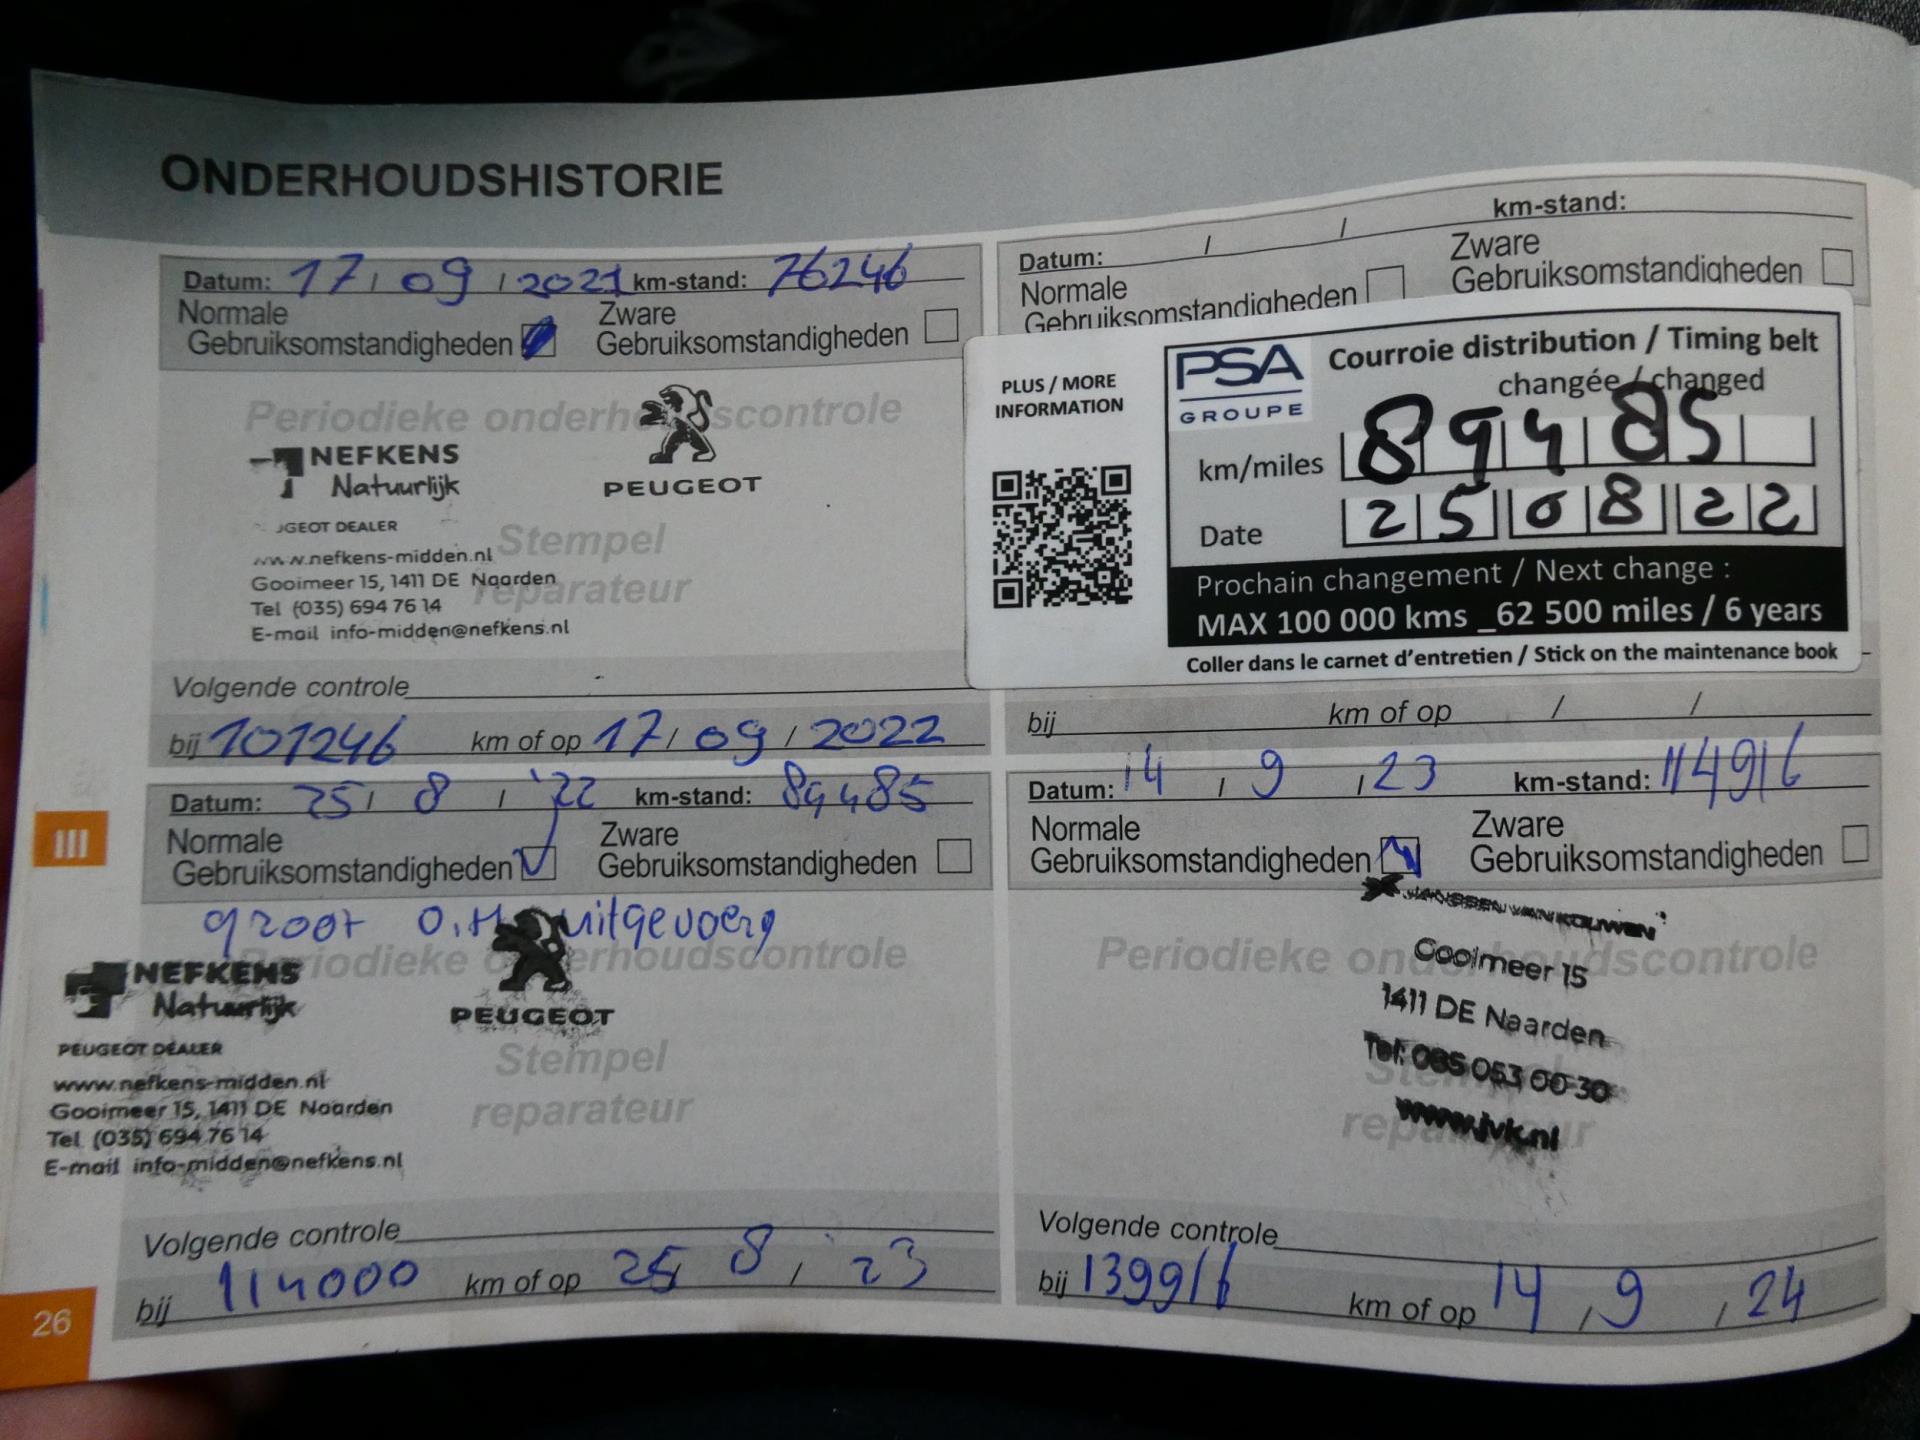 ONDERHOUDSHISTORIE
Datum: 17 / 09 / 2021 km-stand: 76246
Normale
Gebruiksomstandigheden
Zware
Gebruiksomstandigheden
Periodieke onderhoudscontrole
NEFKENS
Natuurlijk
PEUGEOT
JGEOT DEALER
www.nefkens-midden.nl
Gooimeer 15, 1411 DE Naarden
Tel (035) 694 76 14
E-mail info-midden@nefkens.nl
Stempel
reparateur
Volgende controle
bij 101246 km of op 17 / 09 / 2022
Datum: 25 / 8 / '22 km-stand: 89485
Normale
Gebruiksomstandigheden
Zware
Gebruiksomstandigheden
groot O.H uitgevoerg
Periodieke onderhoudscontrole
NEFKENS
Natuurlijk
PEUGEOT
PEUGEOT DEALER
www.nefkens-midden.nl
Gooimeer 15, 1411 DE Naarden
Tel (035) 694 76 14
E-mail info-midden@nefkens.nl
Stempel
reparateur
Volgende controle
bij 114000 km of op 25 8 / 23
III
26
Datum: / / km-stand:
Normale
Gebruiksomstandigheden
Zware
Gebruiksomstandigheden
PLUS / MORE
INFORMATION
PSA
GROUPE
Courroie distribution / Timing belt
changée / changed
km/miles 89485
Date 25 08 22
Prochain changement / Next change :
MAX 100 000 kms _62 500 miles / 6 years
Coller dans le carnet d'entretien / Stick on the maintenance book
bij km of op / /
Datum: 14 / 9 / 23 km-stand: 114916
Normale
Gebruiksomstandigheden
Zware
Gebruiksomstandigheden
JANSSEN VAN KOUWEN
Periodieke onderhoudscontrole
Gooimeer 15
1411 DE Naarden
Tel: 085 053 00 30
www.jvk.nl
Stempel
reparateur
Volgende controle
bij 139916 km of op 14 / 9 / 24